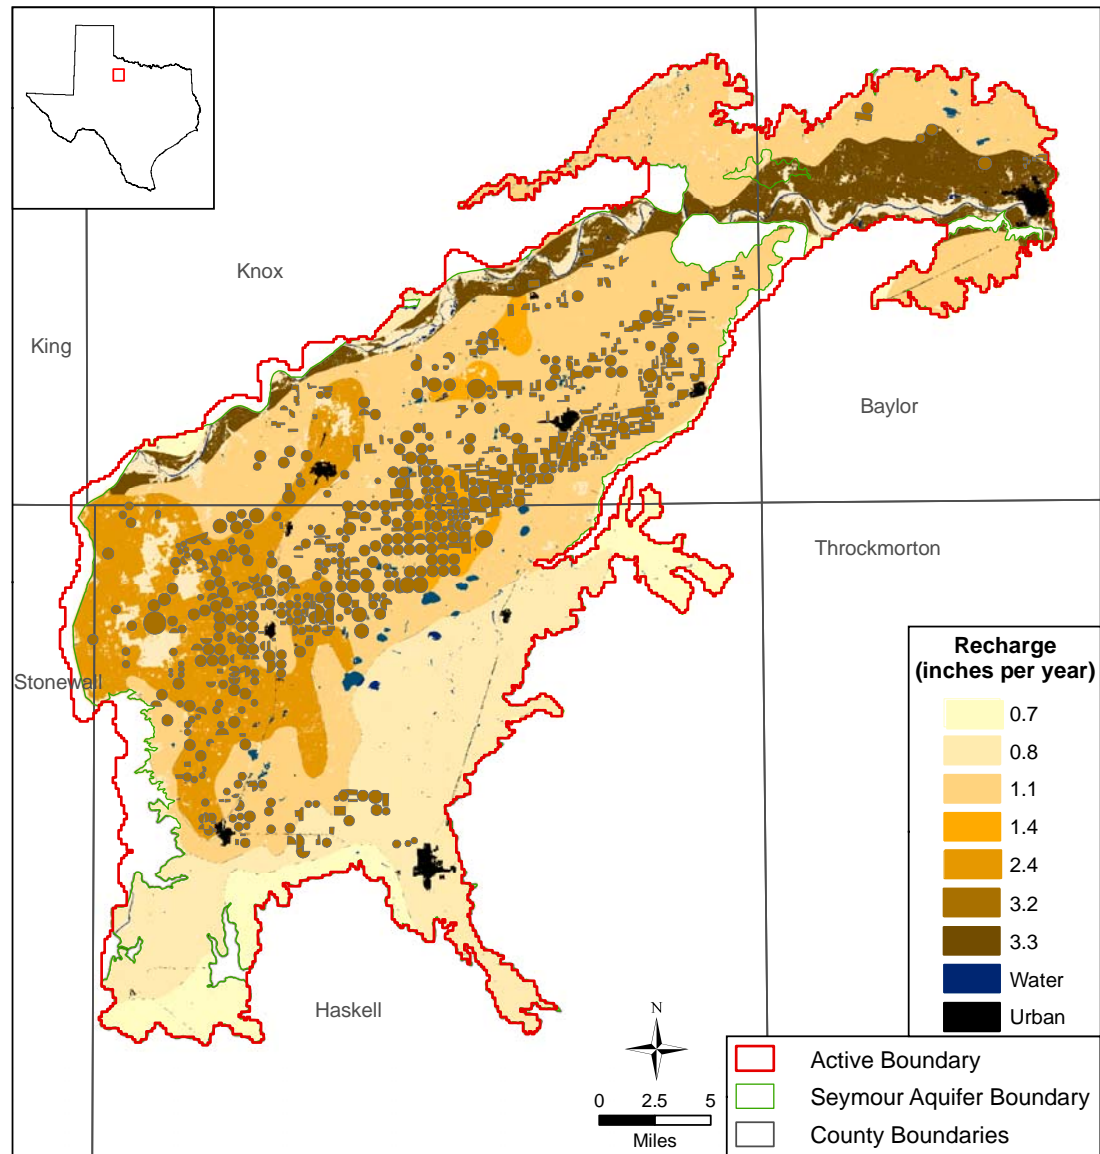 Knox
King
Baylor
Throckmorton
Stonewall
Haskell
Recharge
(inches per year)
0.7
0.8
1.1
1.4
2.4
3.2
3.3
Water
Urban
N
0 2.5 5
Miles
Active Boundary
Seymour Aquifer Boundary
County Boundaries